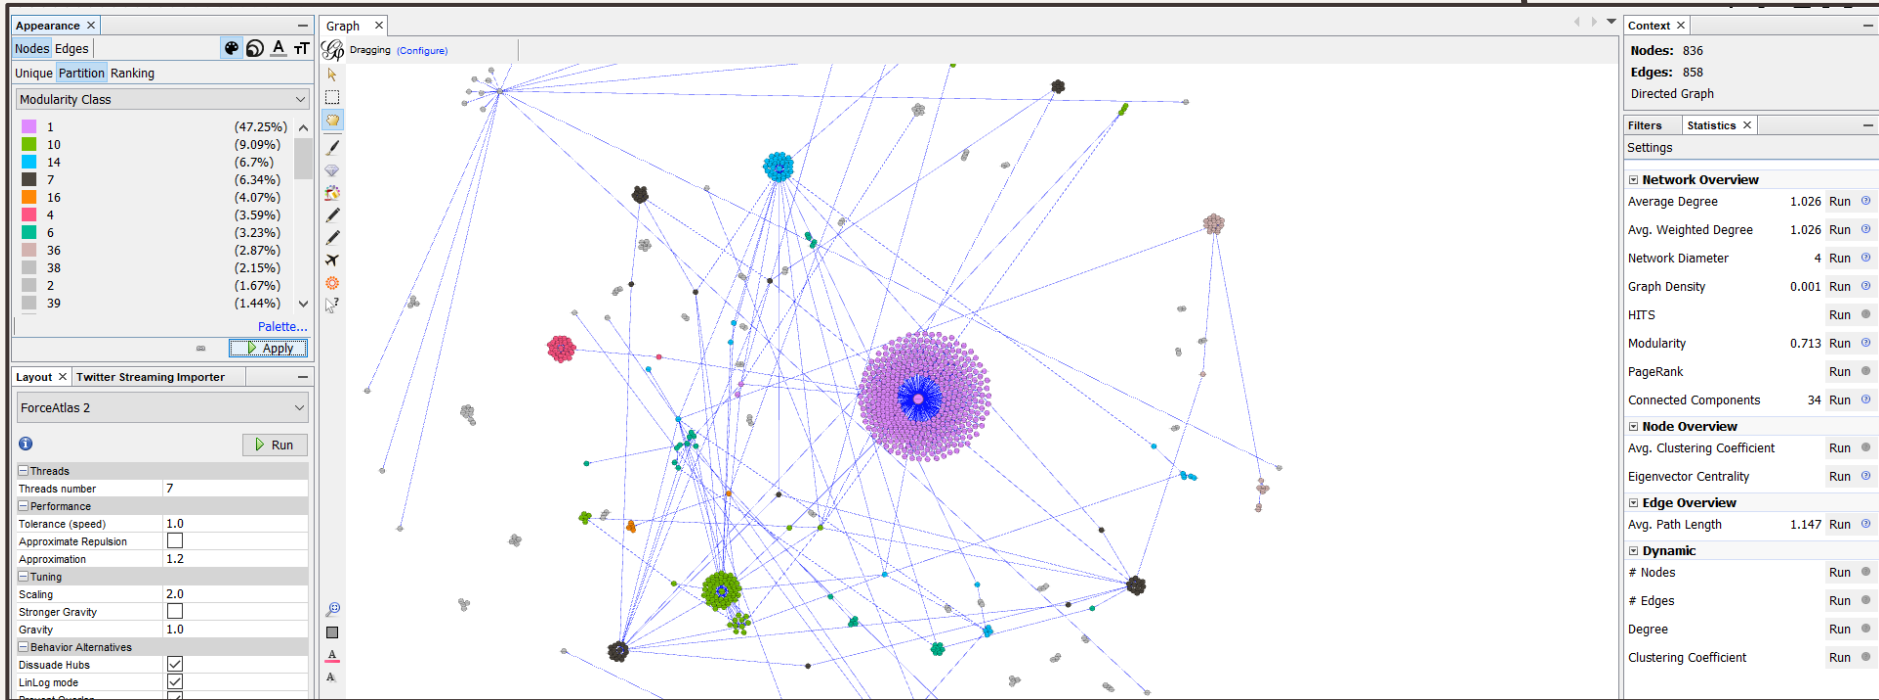 Appearance
Nodes Edges
A
Unique Partition Ranking
Modularity Class
1 (47.25%)
10 (9.09%)
14 (6.7%)
7 (6.34%)
16 (4.07%)
4 (3.59%)
6 (3.23%)
36 (2.87%)
38 (2.15%)
2 (1.67%)
39 (1.44%)
Palette...
Apply
Layout Twitter Streaming Importer
ForceAtlas 2
Run
Threads
Threads number 7
Performance
Tolerance (speed) 1.0
Approximate Repulsion
Approximation 1.2
Tuning
Scaling 2.0
Stronger Gravity
Gravity 1.0
Behavior Alternatives
Dissuade Hubs
LinLog mode
Graph
Dragging (Configure)
A
A
Context
Nodes: 836
Edges: 858
Directed Graph
Filters Statistics
Settings
Network Overview
Average Degree 1.026 Run
Avg. Weighted Degree 1.026 Run
Network Diameter 4 Run
Graph Density 0.001 Run
HITS Run
Modularity 0.713 Run
PageRank Run
Connected Components 34 Run
Node Overview
Avg. Clustering Coefficient Run
Eigenvector Centrality Run
Edge Overview
Avg. Path Length 1.147 Run
Dynamic
# Nodes Run
# Edges Run
Degree Run
Clustering Coefficient Run